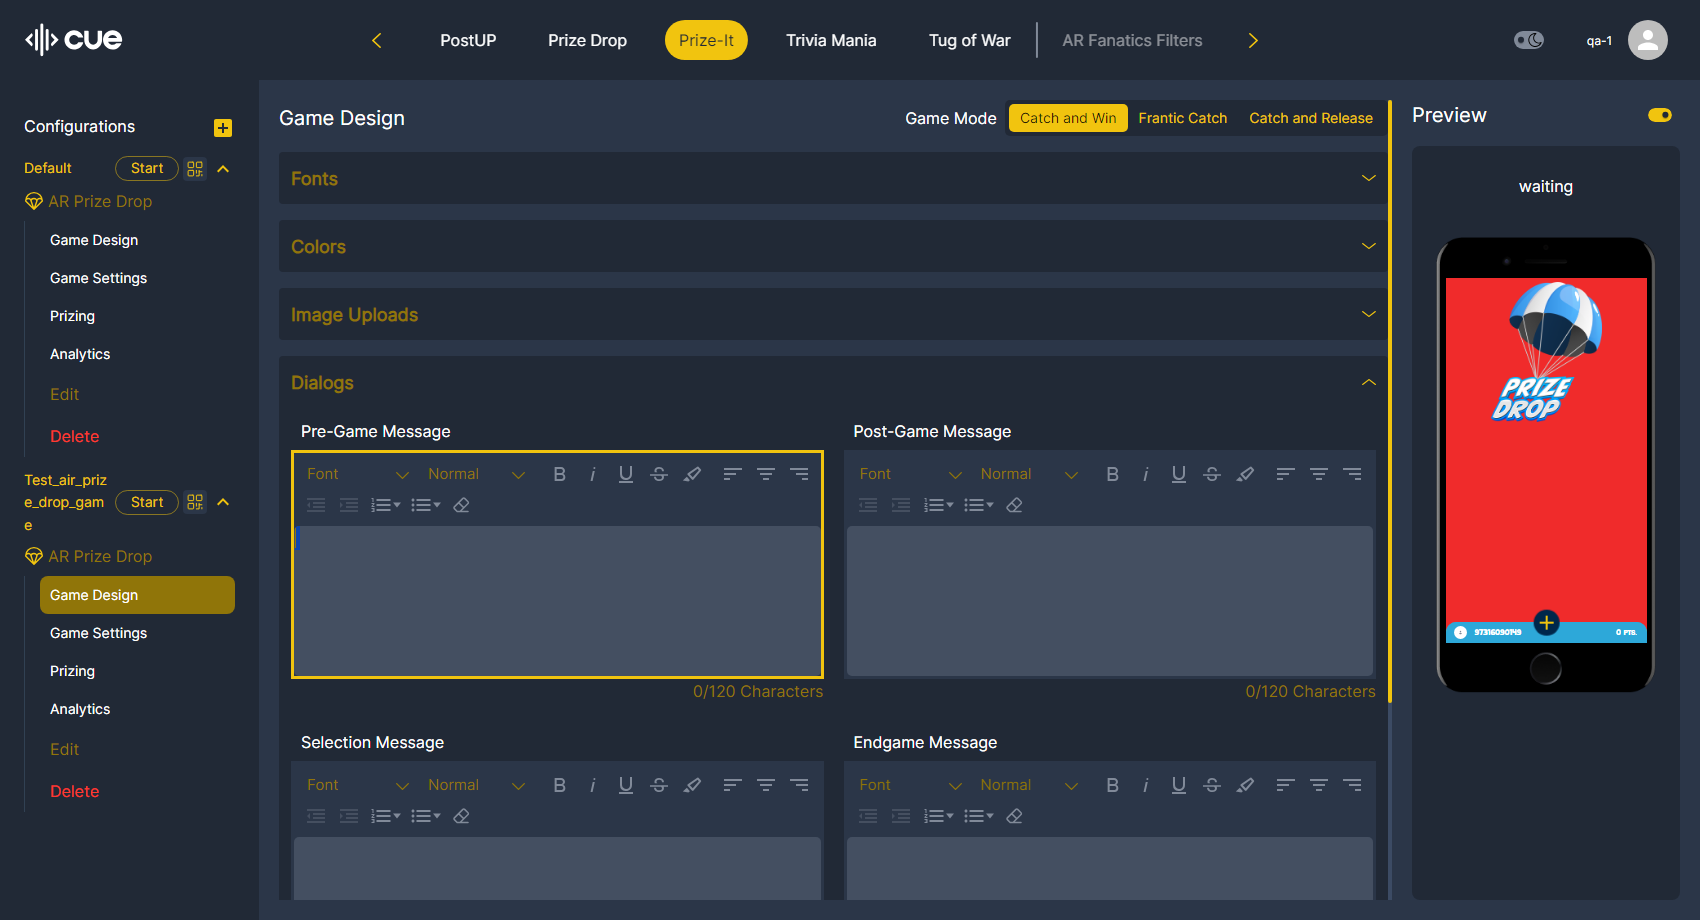 cue
PostUP
Prize Drop
Prize-It
Trivia Mania
Tug of War
AR Fanatics Filters
qa-1
Configurations
Default
Start
AR Prize Drop
Game Design
Game Settings
Prizing
Analytics
Edit
Delete
Test_air_priz
e_drop_gam
e
Start
AR Prize Drop
Game Design
Game Settings
Prizing
Analytics
Edit
Delete
Game Design
Game Mode
Catch and Win
Frantic Catch
Catch and Release
Fonts
Colors
Image Uploads
Dialogs
Pre-Game Message
Font
Normal
0/120 Characters
Post-Game Message
Font
Normal
0/120 Characters
Selection Message
Font
Normal
Endgame Message
Font
Normal
Preview
waiting
PRIZE
DROP
97316090749
0 PTS.